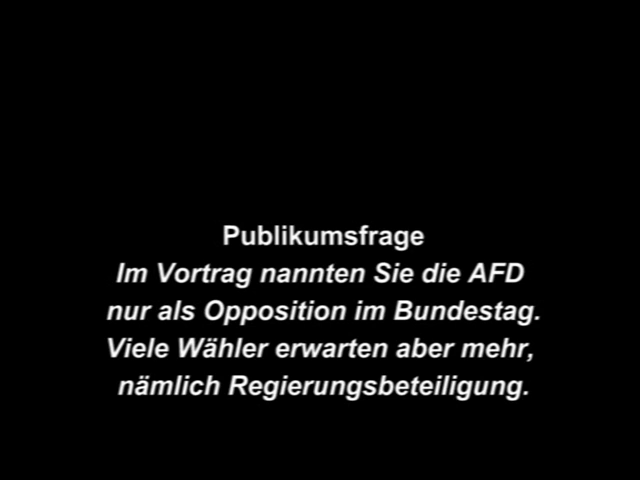 Publikumsfrage
Im Vortrag nannten Sie die AFD
nur als Opposition im Bundestag.
Viele Wähler erwarten aber mehr,
nämlich Regierungsbeteiligung.